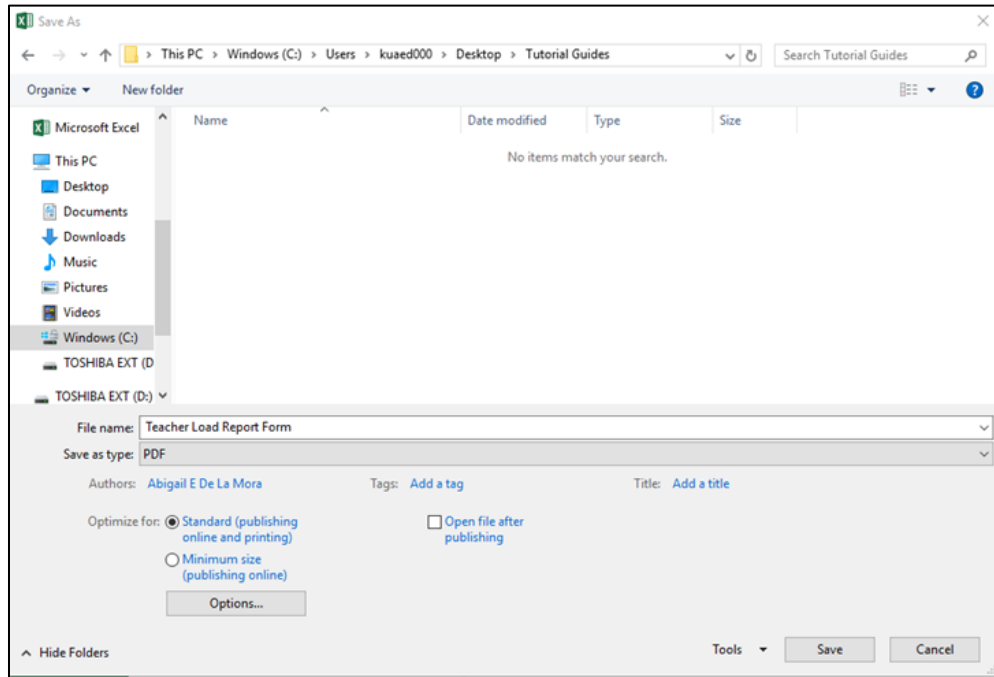 Save As
> This PC > Windows (C:) > Users > kuaed000 > Desktop > Tutorial Guides
Search Tutorial Guides
Organize
New folder
Name
Date modified
Type
Size
No items match your search.
Microsoft Excel
This PC
Desktop
Documents
Downloads
Music
Pictures
Videos
Windows (C:)
TOSHIBA EXT (D
TOSHIBA EXT (D:)
File name: Teacher Load Report Form
Save as type: PDF
Authors: Abigail E De La Mora
Tags: Add a tag
Title: Add a title
Optimize for:
Standard (publishing
online and printing)
Minimum size
(publishing online)
Open file after
publishing
Options...
Hide Folders
Tools
Save
Cancel